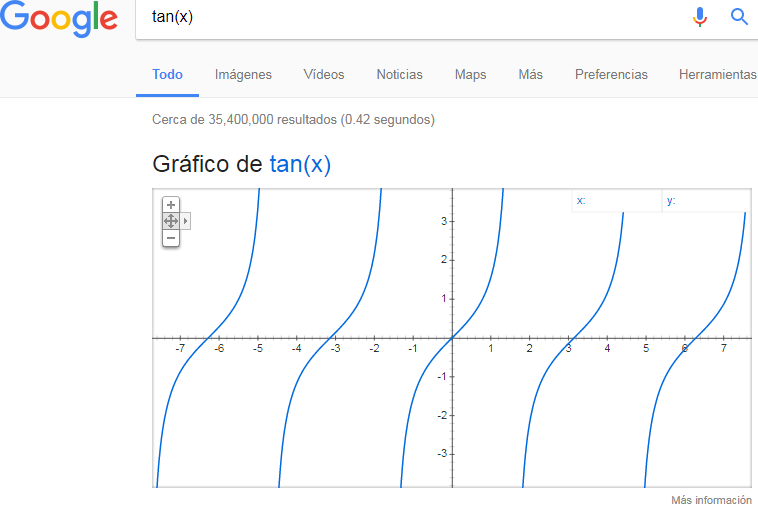 Google
tan(x)
Todo Imágenes Vídeos Noticias Maps Más Preferencias Herramientas
Cerca de 35,400,000 resultados (0.42 segundos)
Gráfico de tan(x)
x: y:
3
2
1
-7 -6 -5 -4 -3 -2 -1 1 2 3 4 5 6 7
-1
-2
-3
Más información